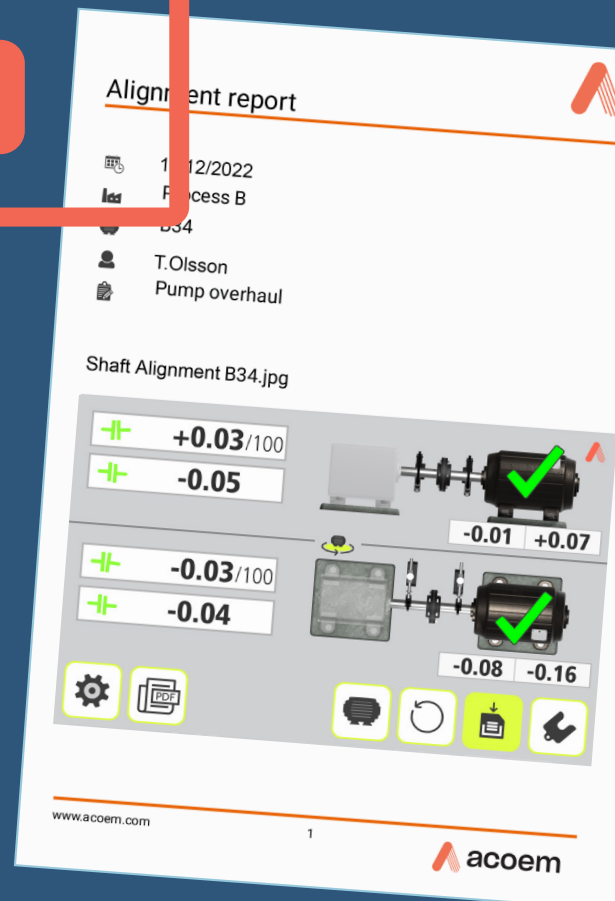 Alignment report
12/2022
Process B
B34
T.Olsson
Pump overhaul
Shaft Alignment B34.jpg
+0.03/100
-0.05
-0.01 +0.07
-0.03/100
-0.04
-0.08 -0.16
PDF
www.acoem.com
1
acoem